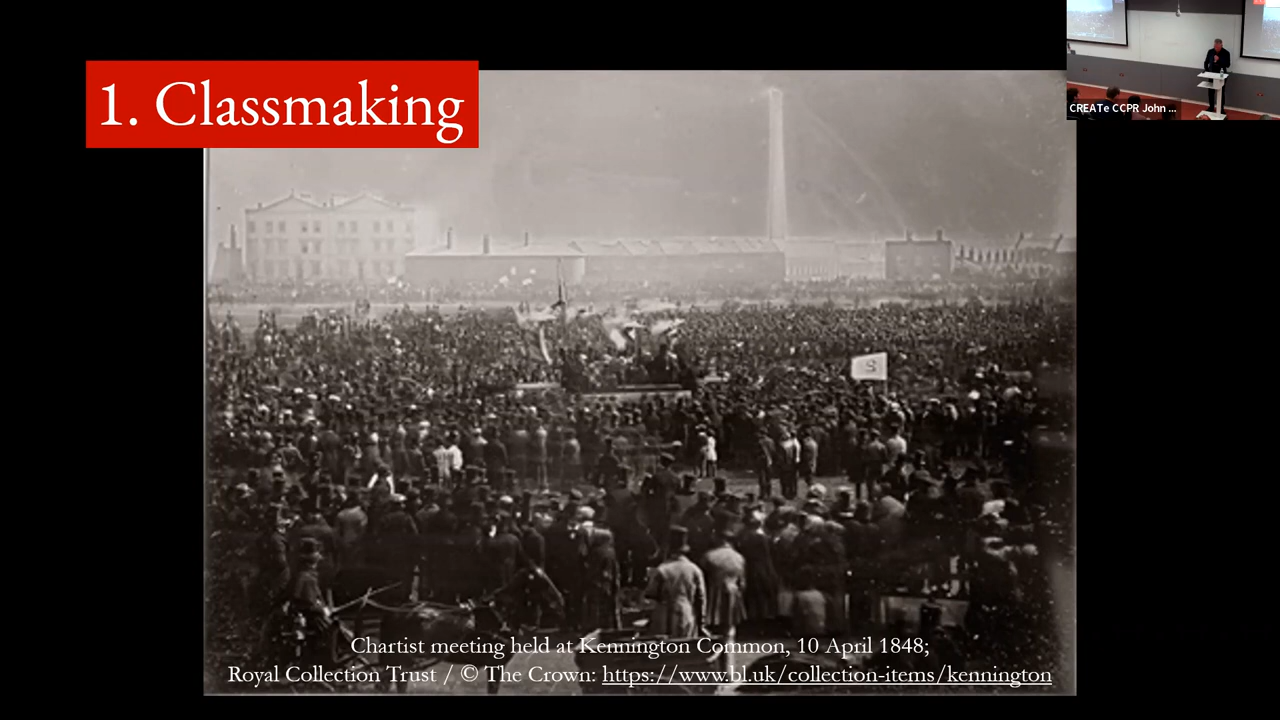 1. Classmaking
CREATe CCPR John ...
Chartist meeting held at Kennington Common, 10 April 1848;
Royal Collection Trust / © The Crown: https://www.bl.uk/collection-items/kennington